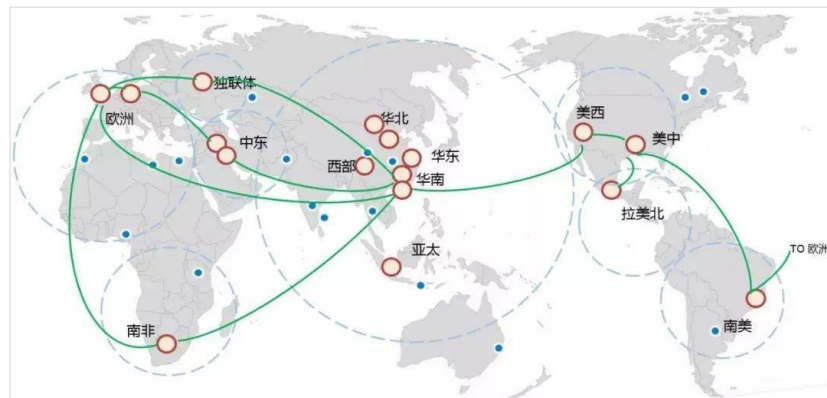 独联体
欧洲
中东
华北
西部
华东
华南
亚太
南非
美西
美中
拉美北
TO 欧洲
南美